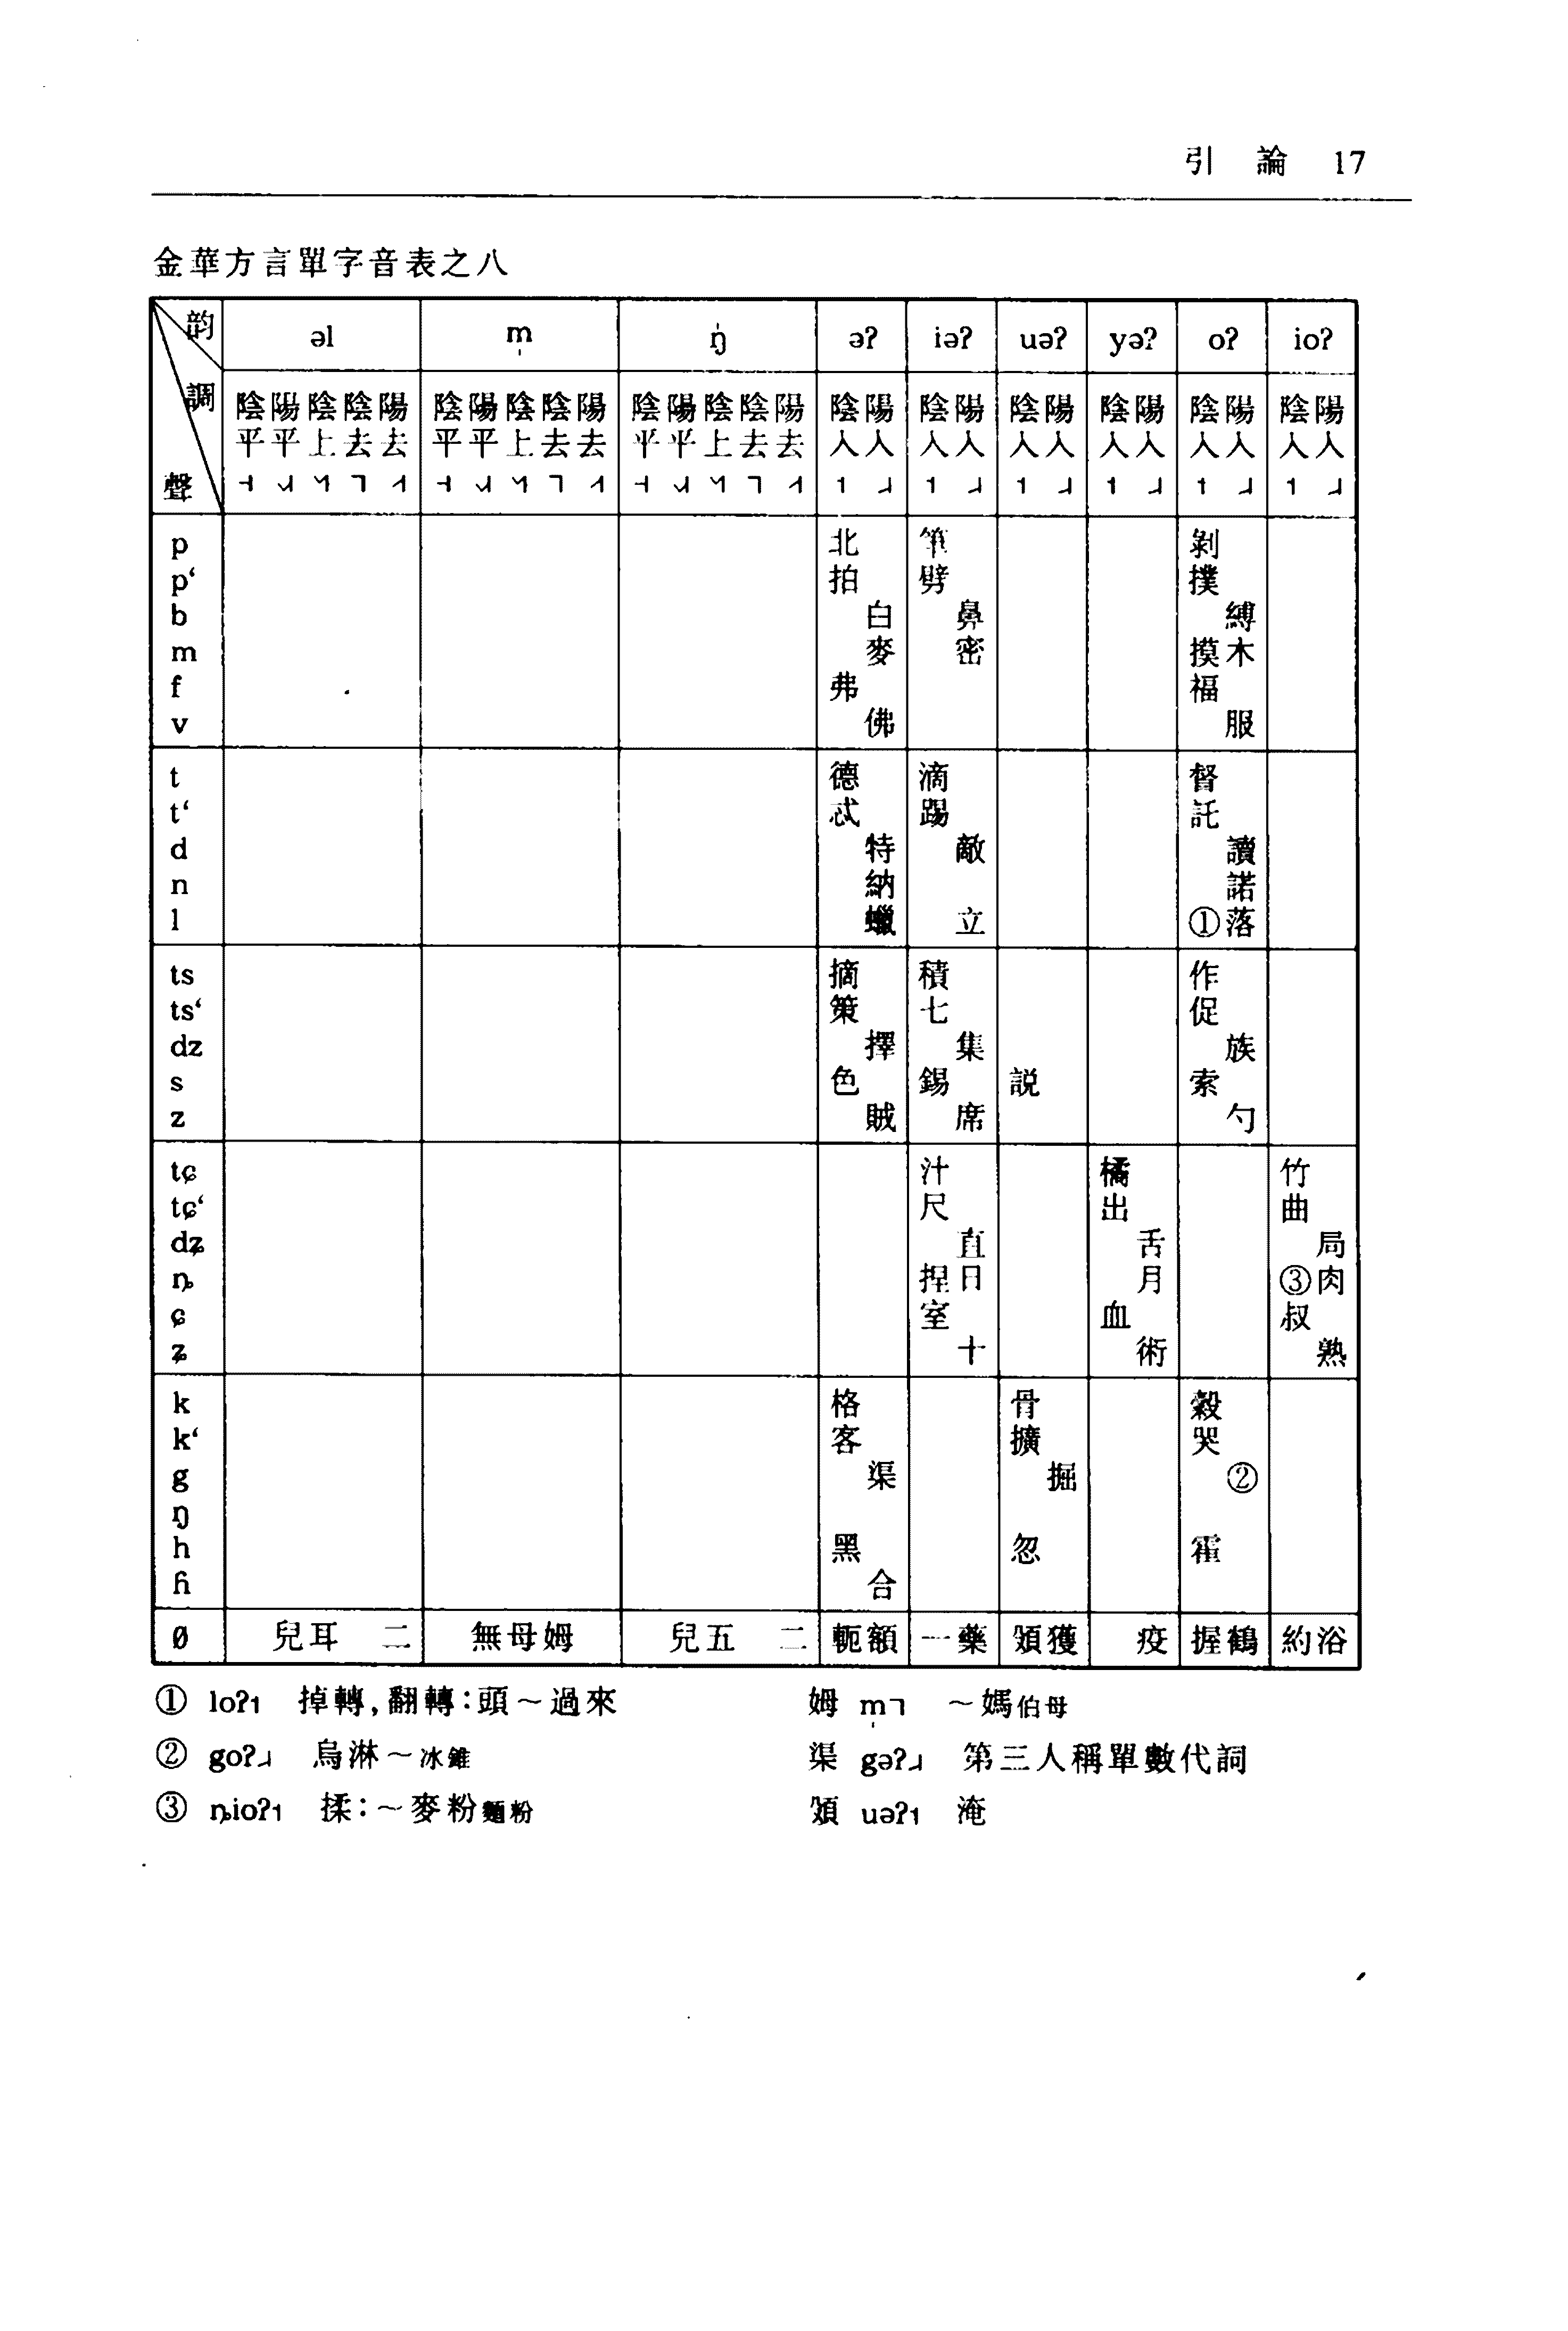 引 論 17
金華方言單字音表之八
韵 əl m̩ ŋ̍ əʔ iəʔ uəʔ yəʔ oʔ ioʔ
調 陰平 陽平 陰上 陰去 陽去 陰平 陽平 陰上 陰去 陽去 陰平 陽平 陰上 陰去 陽去 陰入 陽入 陰入 陽入 陰入 陽入 陰入 陽入 陰入 陽入 陰入 陽入
聲
p 北 筆 剝
pʻ 拍 劈 撲
b 白 鼻 縛
m 麥 密 摸 木
f 弗 福
v 佛 服
t 德 滴 督
tʻ 忒 踢 託
d 特 敵 讀
n 納 諾
l 蠟 立 ① 落
ts 摘 積 作
tsʻ 策 七 促
dz 擇 集 族
s 色 錫 説 索
z 賊 席 勺
tɕ 汁 橘 竹
tɕʻ 尺 出 曲
dʑ 直 舌 局
ȵ 捏 日 月 ③ 肉
ɕ 室 血 叔
ʑ 十 術 熟
k 格 骨 穀
kʻ 客 擴 哭
g 渠 掘 ②
ŋ
h 黑 忽 霍
ɦ 合
ø 兒 耳 二 無 母 姆 兒 五 二 軛 額 一 藥 頞 獲 疫 握 鶴 約 浴
① loʔ˥ 掉轉,翻轉:頭～過來 姆 m̩˥ ～媽伯母
② goʔ˩ 烏淋～冰錐 渠 gəʔ˩ 第三人稱單數代詞
③ ȵioʔ˥ 揉:～麥粉麵粉 uəʔ˥ 淹